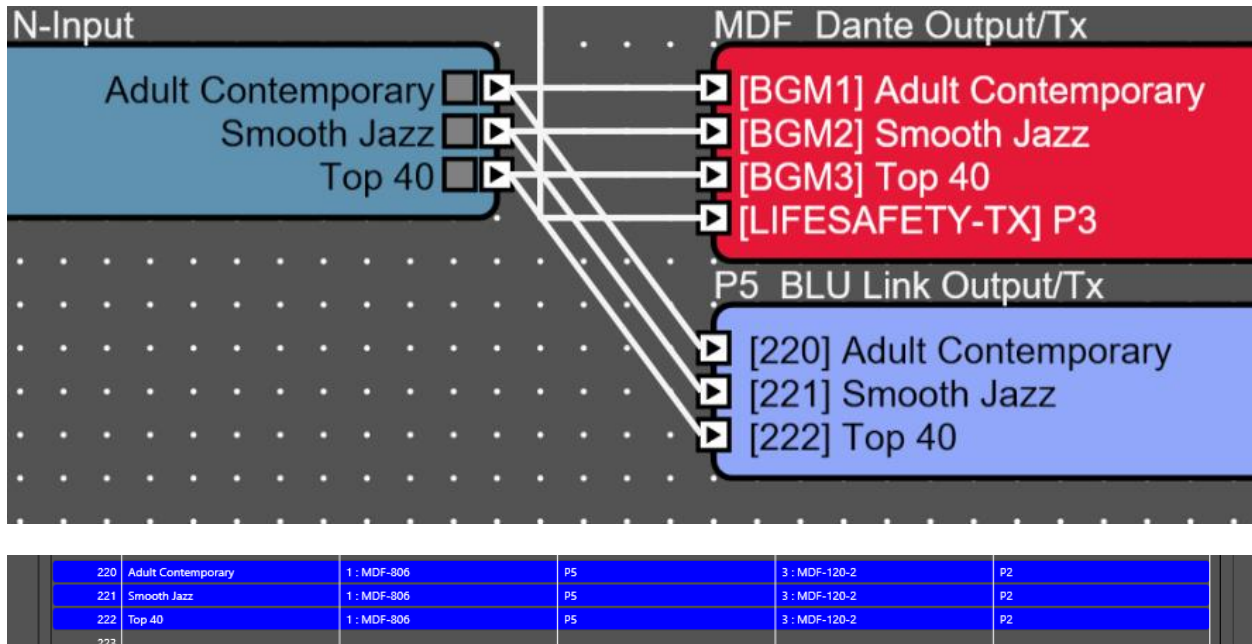 N-Input
Adult Contemporary
Smooth Jazz
Top 40
MDF  Dante Output/Tx
[BGM1] Adult Contemporary
[BGM2] Smooth Jazz
[BGM3] Top 40
[LIFESAFETY-TX] P3
P5  BLU Link Output/Tx
[220] Adult Contemporary
[221] Smooth Jazz
[222] Top 40
220 Adult Contemporary 1 : MDF-806 P5 3 : MDF-120-2 P2
221 Smooth Jazz 1 : MDF-806 P5 3 : MDF-120-2 P2
222 Top 40 1 : MDF-806 P5 3 : MDF-120-2 P2
223